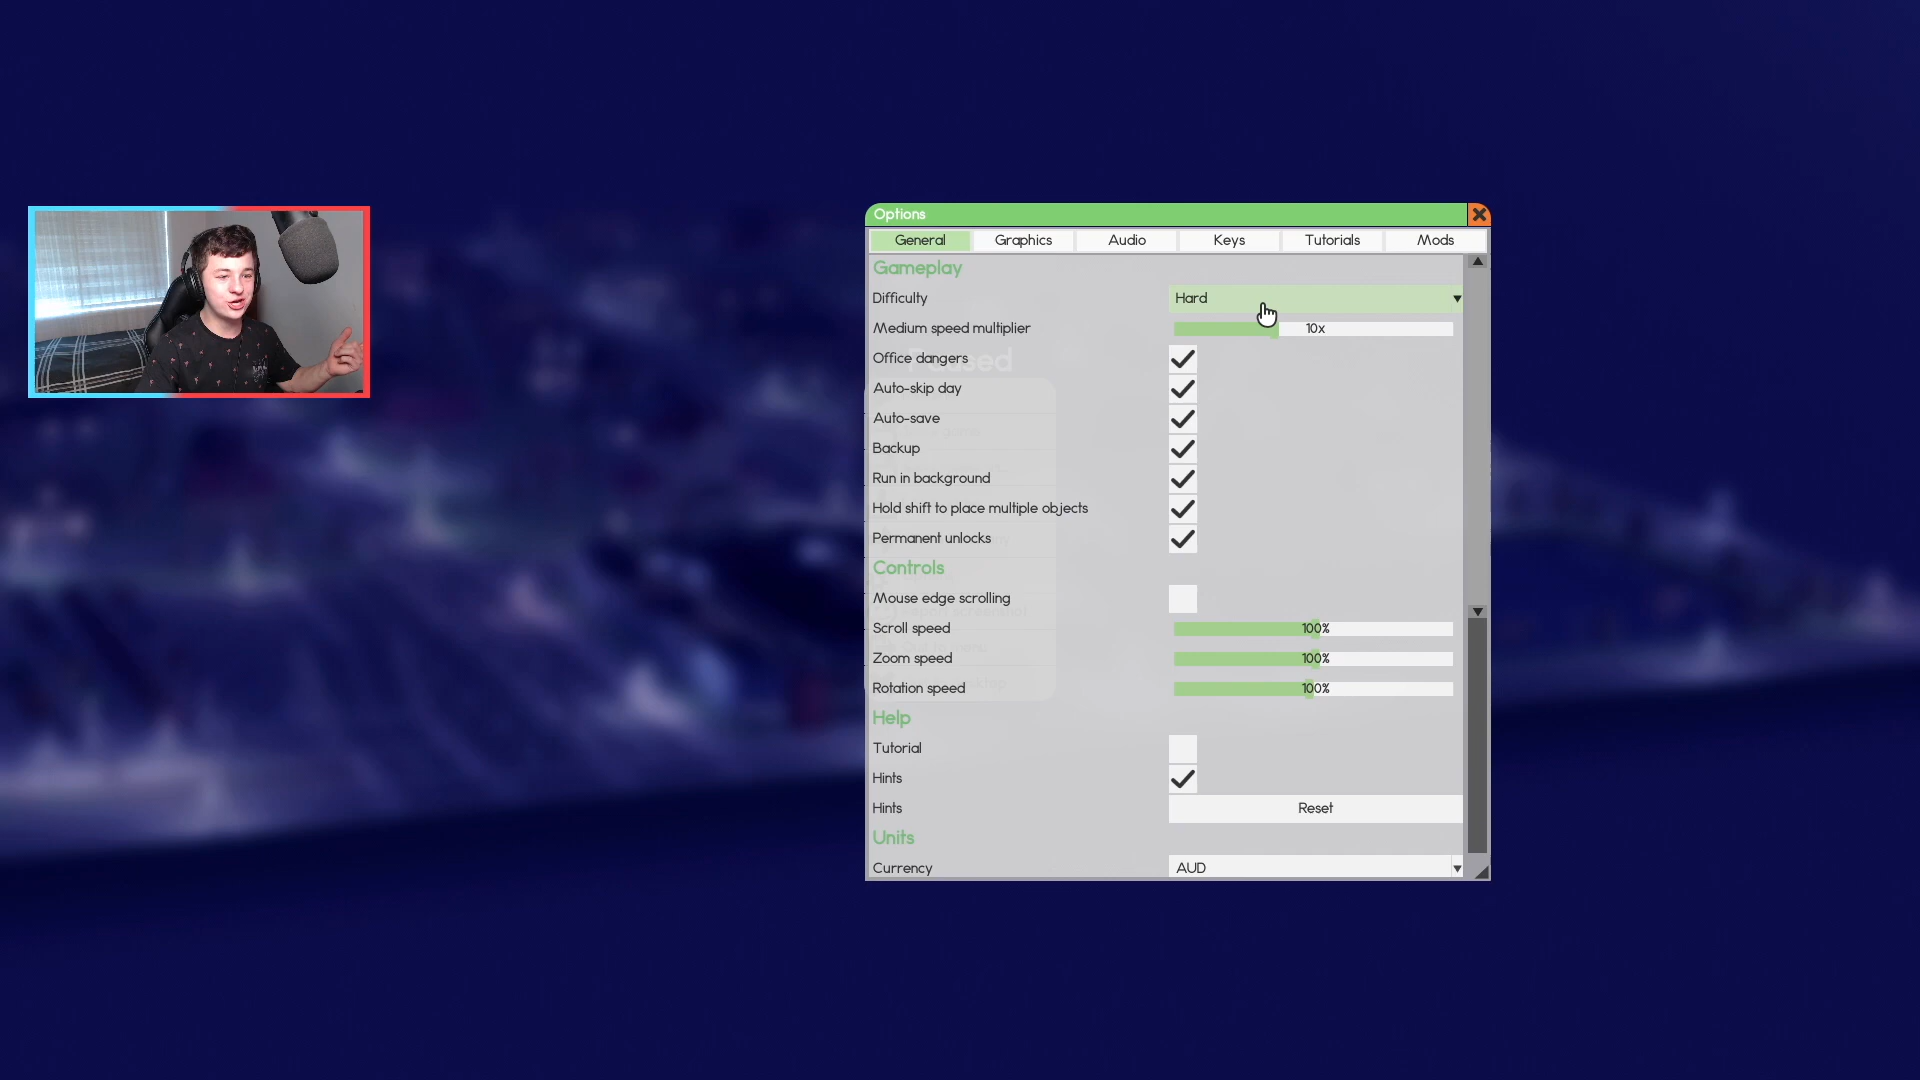 Options
General Graphics Audio Keys Tutorials Mods
Gameplay
Difficulty Hard
Medium speed multiplier 10x
Paused
Office dangers
Auto-skip day
Auto-save
Backup
Run in background
Hold shift to place multiple objects
Permanent unlocks
Controls
Mouse edge scrolling
Scroll speed 100%
Zoom speed 100%
Rotation speed 100%
Help
Tutorial
Hints
Hints Reset
Units
Currency AUD